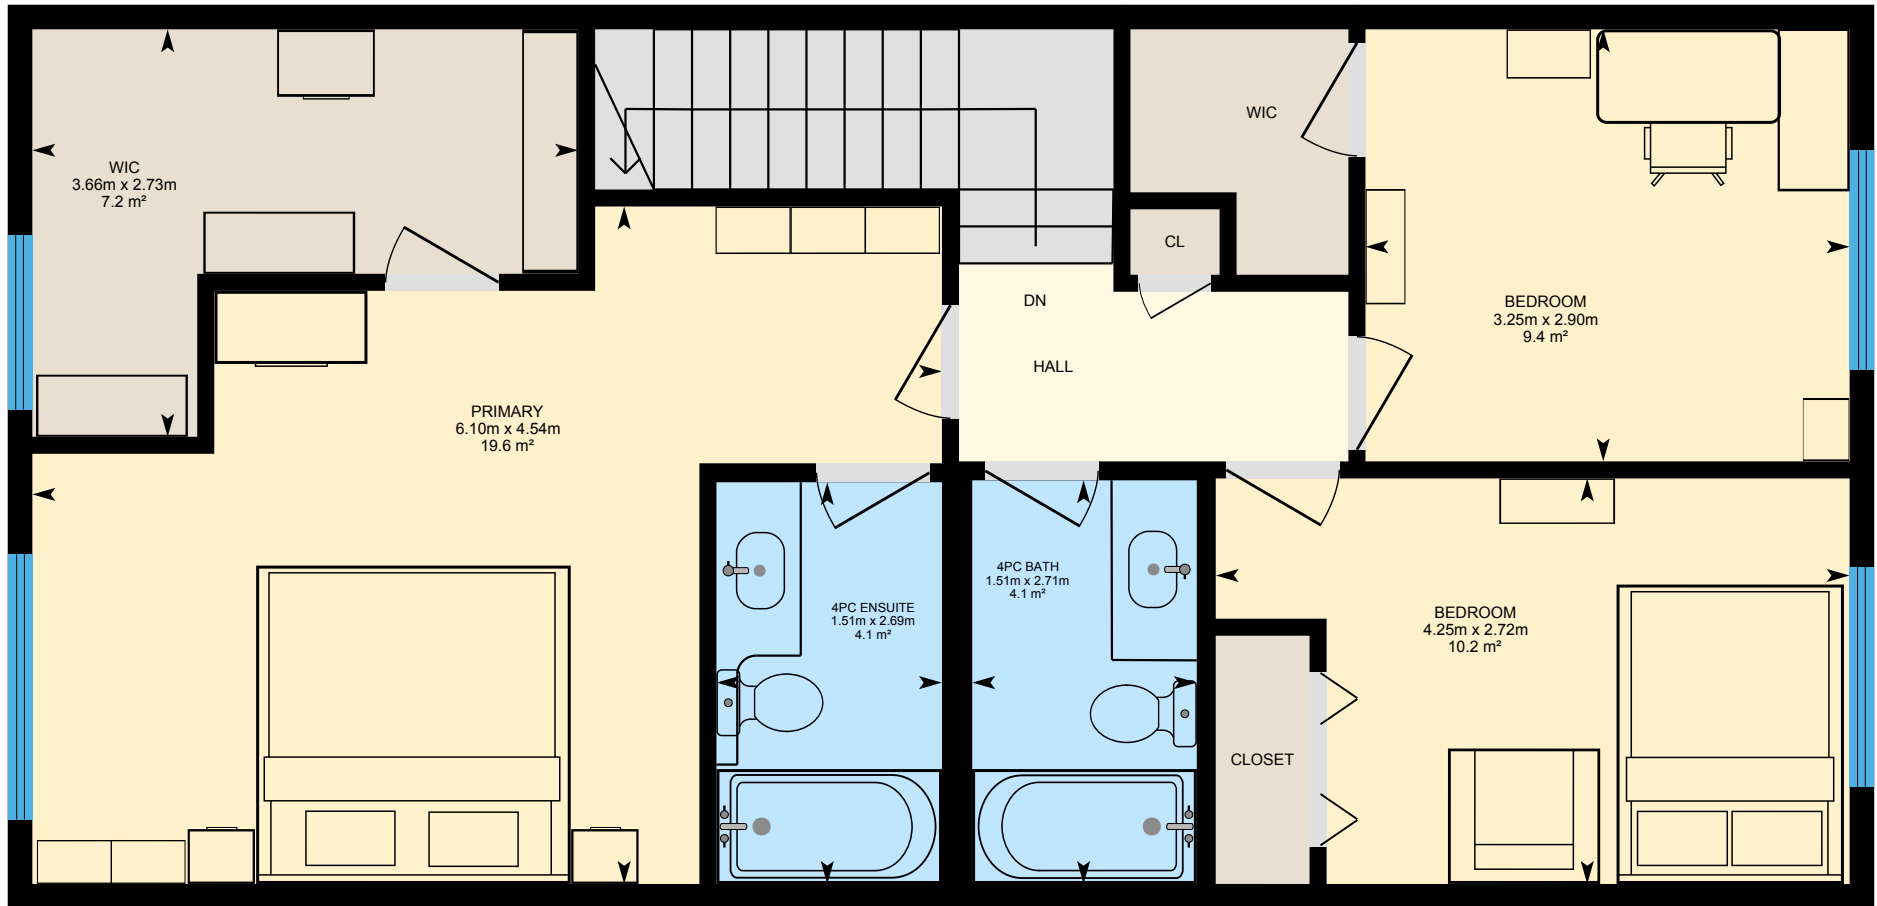 WIC
3.66m x 2.73m
7.2 m²
WIC
CL
DN
HALL
BEDROOM
3.25m x 2.90m
9.4 m²
PRIMARY
6.10m x 4.54m
19.6 m²
4PC ENSUITE
1.51m x 2.69m
4.1 m²
4PC BATH
1.51m x 2.71m
4.1 m²
BEDROOM
4.25m x 2.72m
10.2 m²
CLOSET